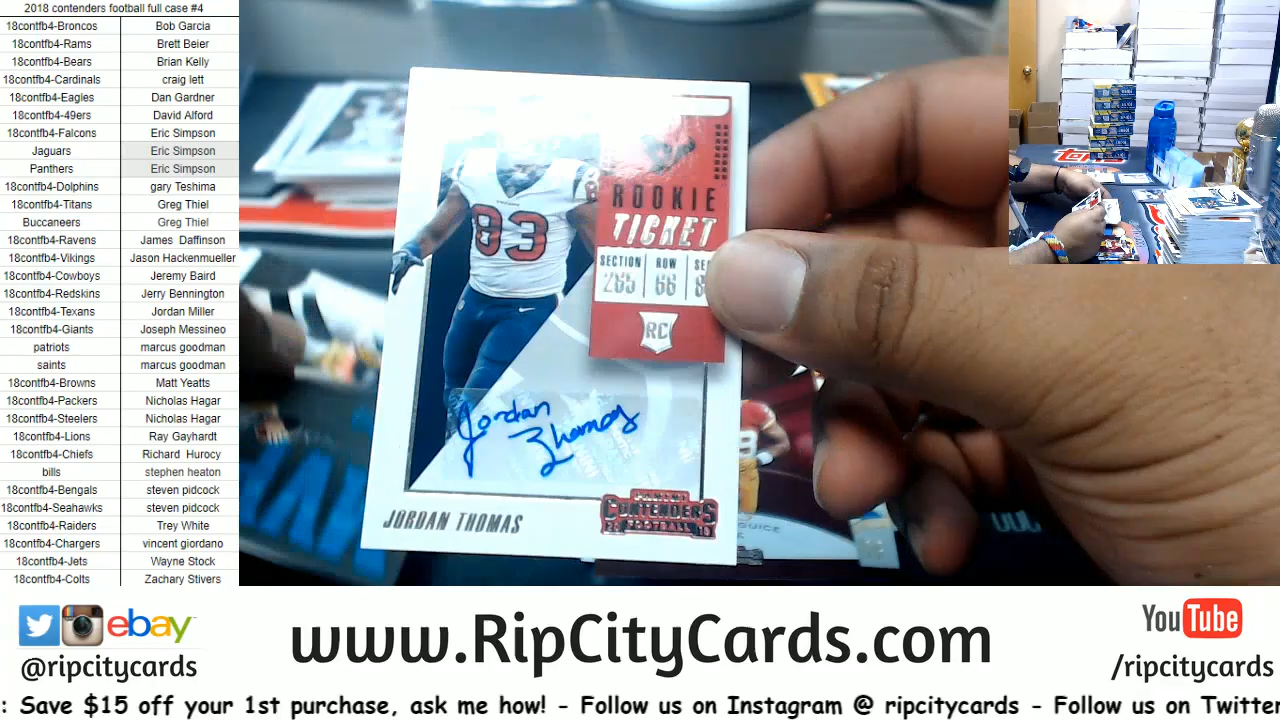 2018 contenders football full case #4
18contfb4-Broncos Bob Garcia
18contfb4-Rams Brett Beier
18contfb4-Bears Brian Kelly
18contfb4-Cardinals craig lett
18contfb4-Eagles Dan Gardner
18contfb4-49ers David Alford
18contfb4-Falcons Eric Simpson
Jaguars Eric Simpson
Panthers Eric Simpson
18contfb4-Dolphins gary Teshima
18contfb4-Titans Greg Thiel
Buccaneers Greg Thiel
18contfb4-Ravens James Daffinson
18contfb4-Vikings Jason Hackenmueller
18contfb4-Cowboys Jeremy Baird
18contfb4-Redskins Jerry Bennington
18contfb4-Texans Jordan Miller
18contfb4-Giants Joseph Messineo
patriots marcus goodman
saints marcus goodman
18contfb4-Browns Matt Yeatts
18contfb4-Packers Nicholas Hagar
18contfb4-Steelers Nicholas Hagar
18contfb4-Lions Ray Gayhardt
18contfb4-Chiefs Richard Hurocy
bills stephen heaton
18contfb4-Bengals steven pidcock
18contfb4-Seahawks steven pidcock
18contfb4-Raiders Trey White
18contfb4-Chargers vincent giordano
18contfb4-Jets Wayne Stock
18contfb4-Colts Zachary Stivers
83
ROOKIE
TICKET
SECTION ROW
66
RC
Jordan Thomas
JORDAN THOMAS
PANINI
CONTENDERS
FOOTBALL
topps
ebay
@ripcitycards
www.RipCityCards.com
YouTube
/ripcitycards
: Save $15 off your 1st purchase, ask me how! - Follow us on Instagram @ ripcitycards - Follow us on Twitter